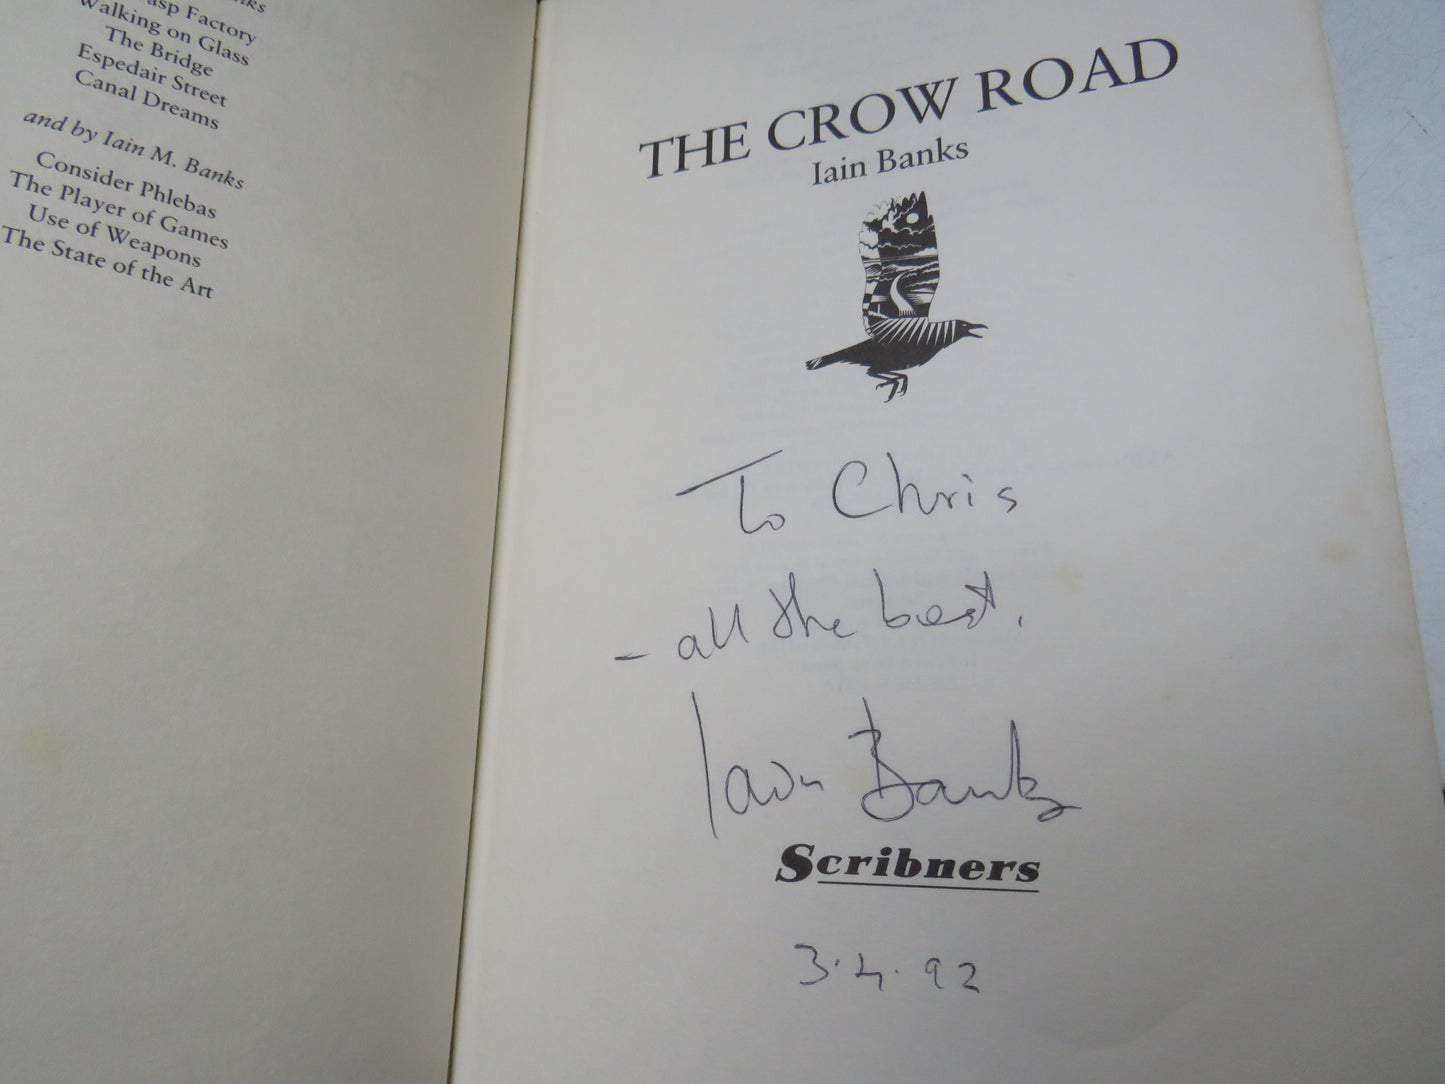 nks
asp Factory
Walking on Glass
The Bridge
Espedair Street
Canal Dreams
and by Iain M. Banks
Consider Phlebas
The Player of Games
Use of Weapons
The State of the Art
THE CROW ROAD
Iain Banks
To Chris
- all the best.
Iain Banks
Scribners
3.4.92